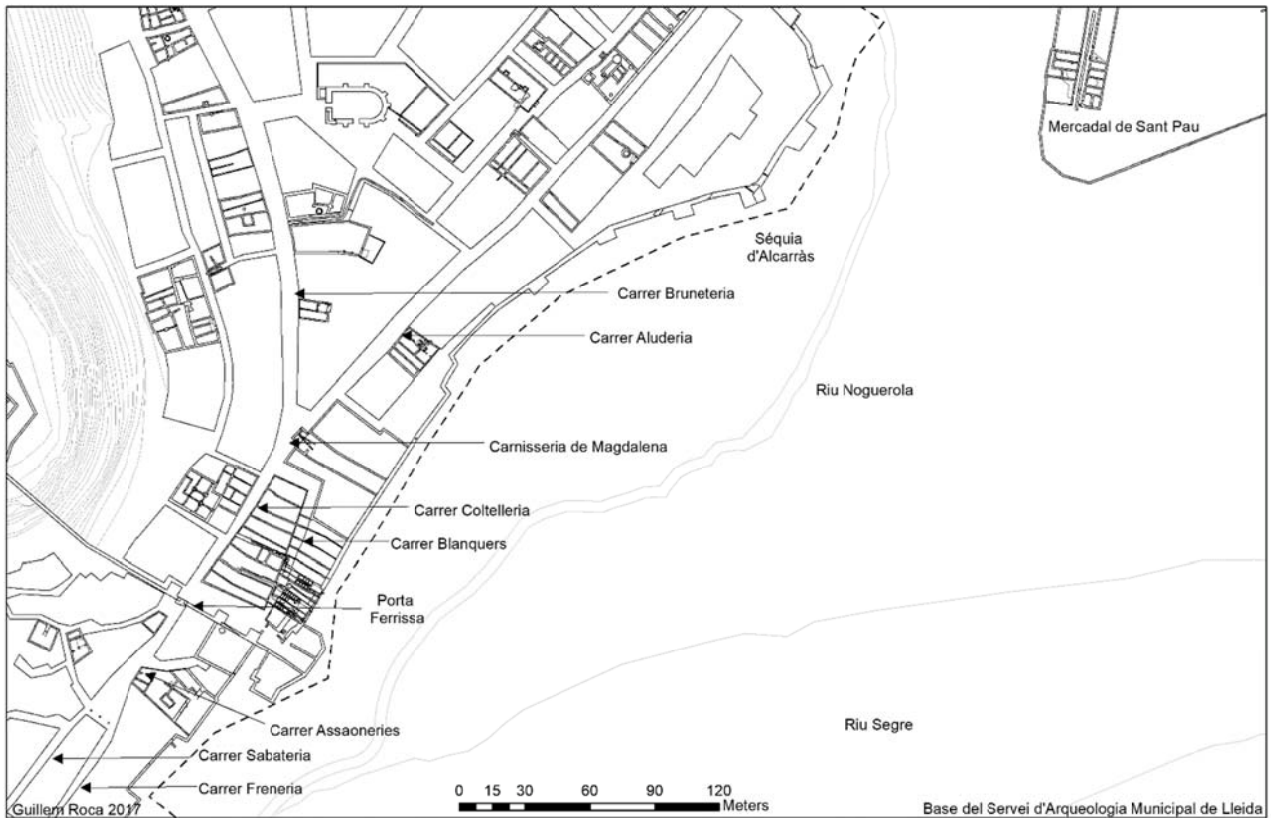 Mercadal de Sant Pau
Séquia
d'Alcarràs
Carrer Bruneteria
Carrer Aluderia
Riu Noguerola
Carnisseria de Magdalena
Carrer Coltelleria
Carrer Blanquers
Porta
Ferrissa
Carrer Assaoneries
Riu Segre
Carrer Sabateria
Carrer Freneria
0 15 30 60 90 120
Meters
Guillem Roca 2017
Base del Servei d'Arqueologia Municipal de Lleida